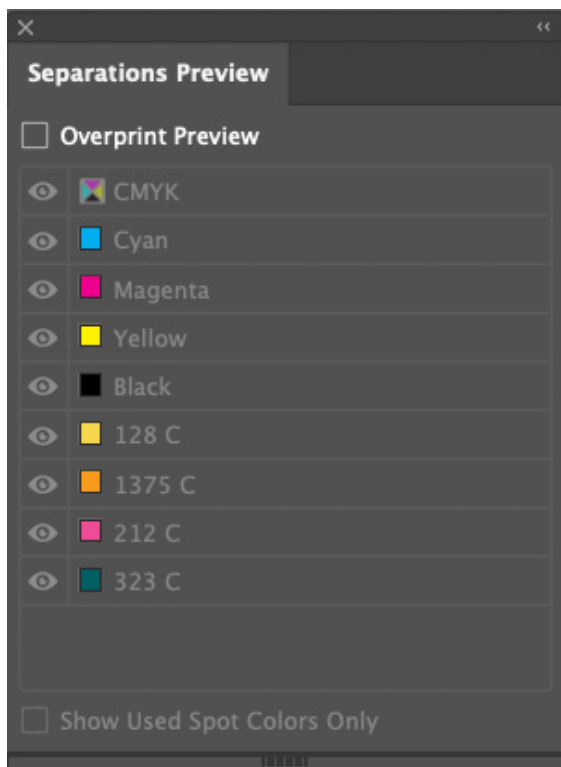 Separations Preview
Overprint Preview
CMYK
Cyan
Magenta
Yellow
Black
128 C
1375 C
212 C
323 C
Show Used Spot Colors Only